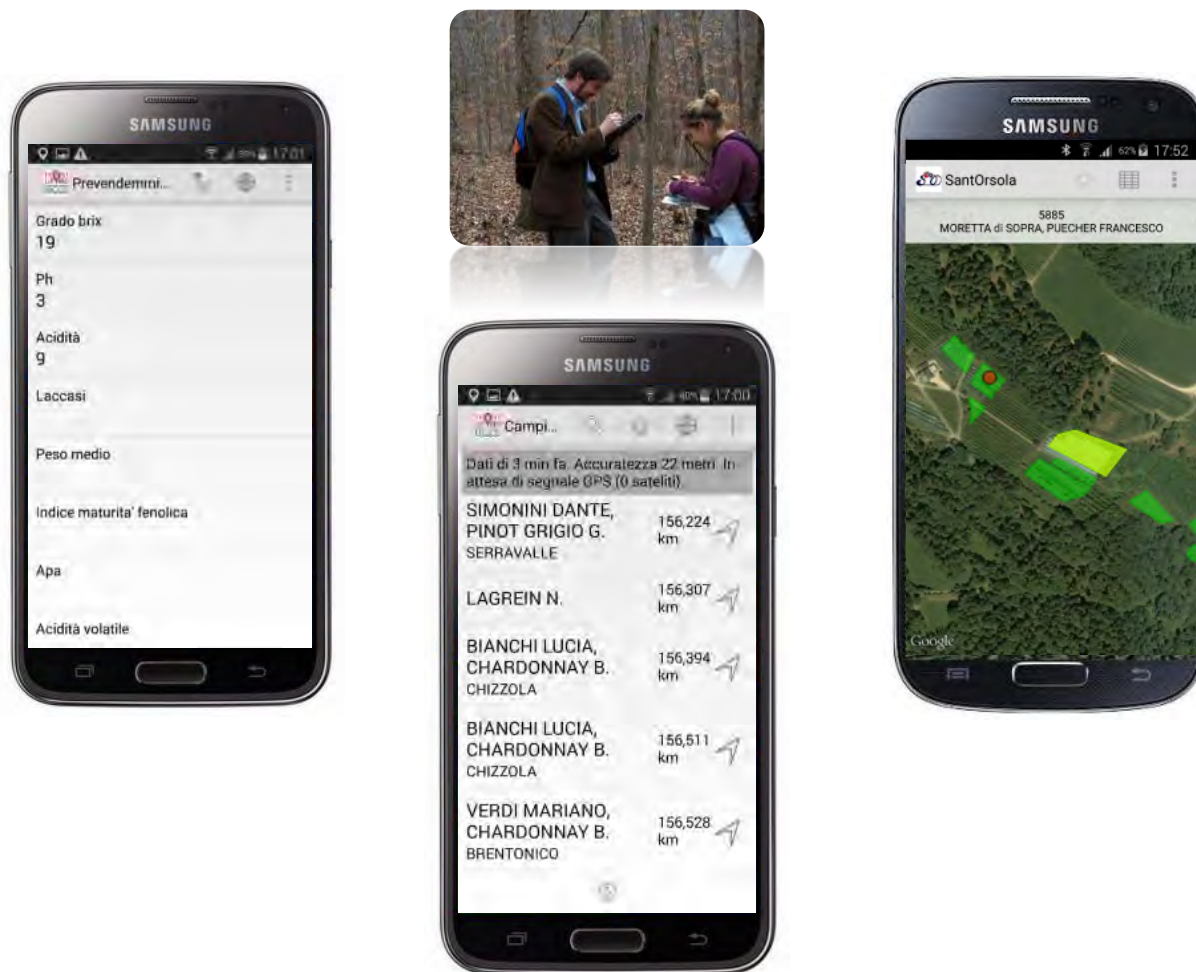 SAMSUNG
17:01
Prevendemmi...
Grado brix
19
Ph
3
Acidità
9
Laccasi
Peso medio
Indice maturita' fenolica
Apa
Acidità volatile
SAMSUNG
40% 17:00
Campi...
Dati di 3 min fa. Accuratezza 22 metri. In
attesa di segnale GPS (0 sateliti).
SIMONINI DANTE,
PINOT GRIGIO G.
SERRAVALLE
156,224
km
LAGREIN N.
156,307
km
BIANCHI LUCIA,
CHARDONNAY B.
CHIZZOLA
156,394
km
BIANCHI LUCIA,
CHARDONNAY B.
CHIZZOLA
156,511
km
VERDI MARIANO,
CHARDONNAY B.
BRENTONICO
156,528
km
SAMSUNG
62% 17:52
SantOrsola
5885
MORETTA di SOPRA, PUECHER FRANCESCO
Google